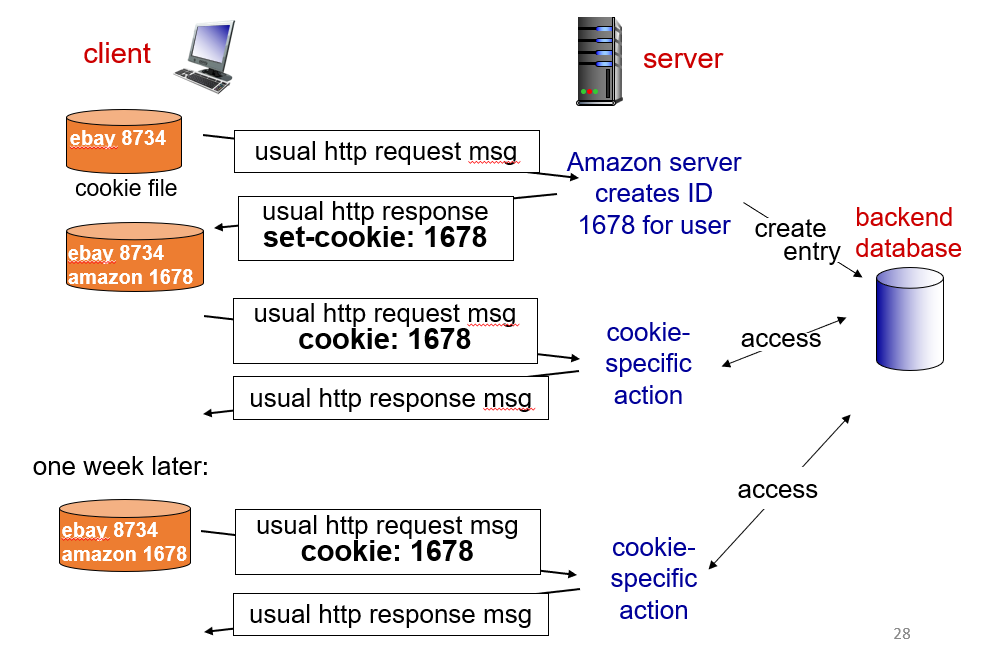 client
server
ebay 8734
cookie file
usual http request msg
Amazon server
creates ID
1678 for user
usual http response
set-cookie: 1678
create
entry
backend
database
ebay 8734
amazon 1678
usual http request msg
cookie: 1678
cookie-
specific
action
access
usual http response msg
one week later:
access
ebay 8734
amazon 1678
usual http request msg
cookie: 1678
cookie-
specific
action
usual http response msg
28